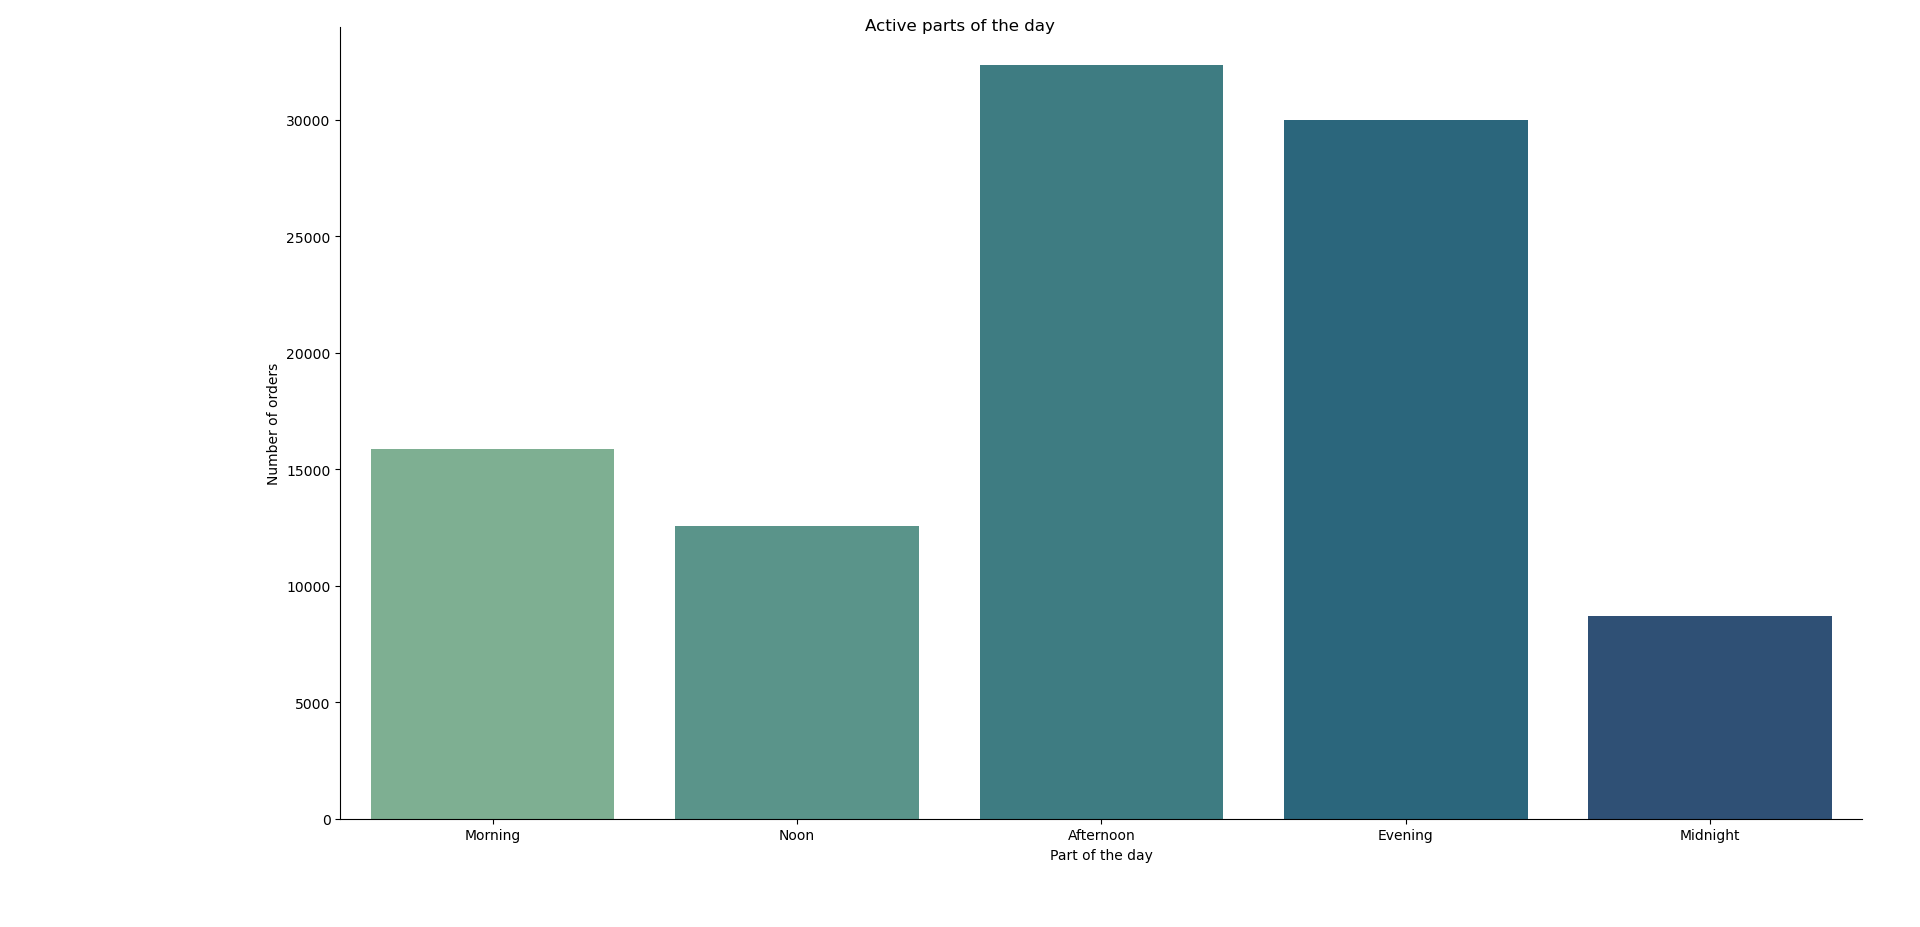 Active parts of the day
Number of orders
30000
25000
20000
15000
10000
5000
0
Morning
Noon
Afternoon
Evening
Midnight
Part of the day